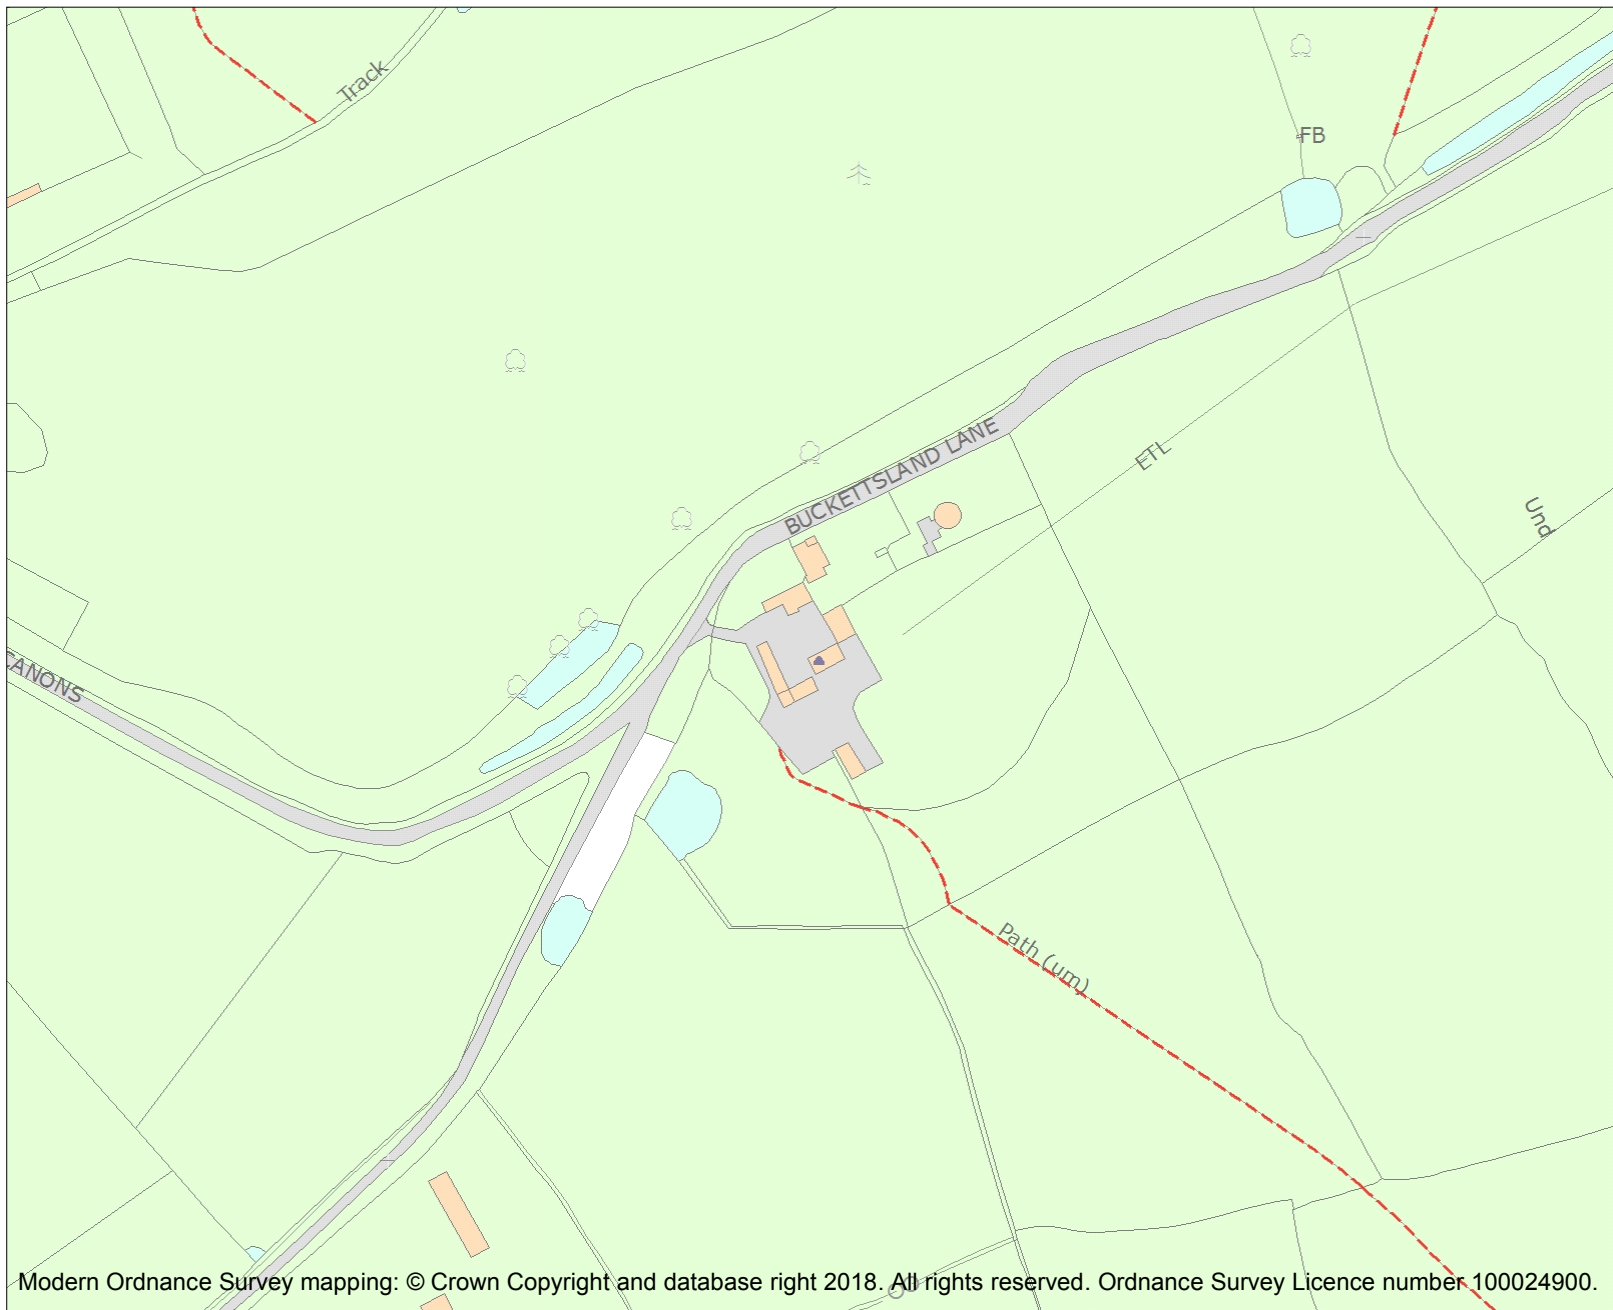 Track
FB
BUCKETTSLAND LANE
ETL
Und
CANONS
Path (um)
CD
Modern Ordnance Survey mapping: © Crown Copyright and database right 2018. All rights reserved. Ordnance Survey Licence number 100024900.